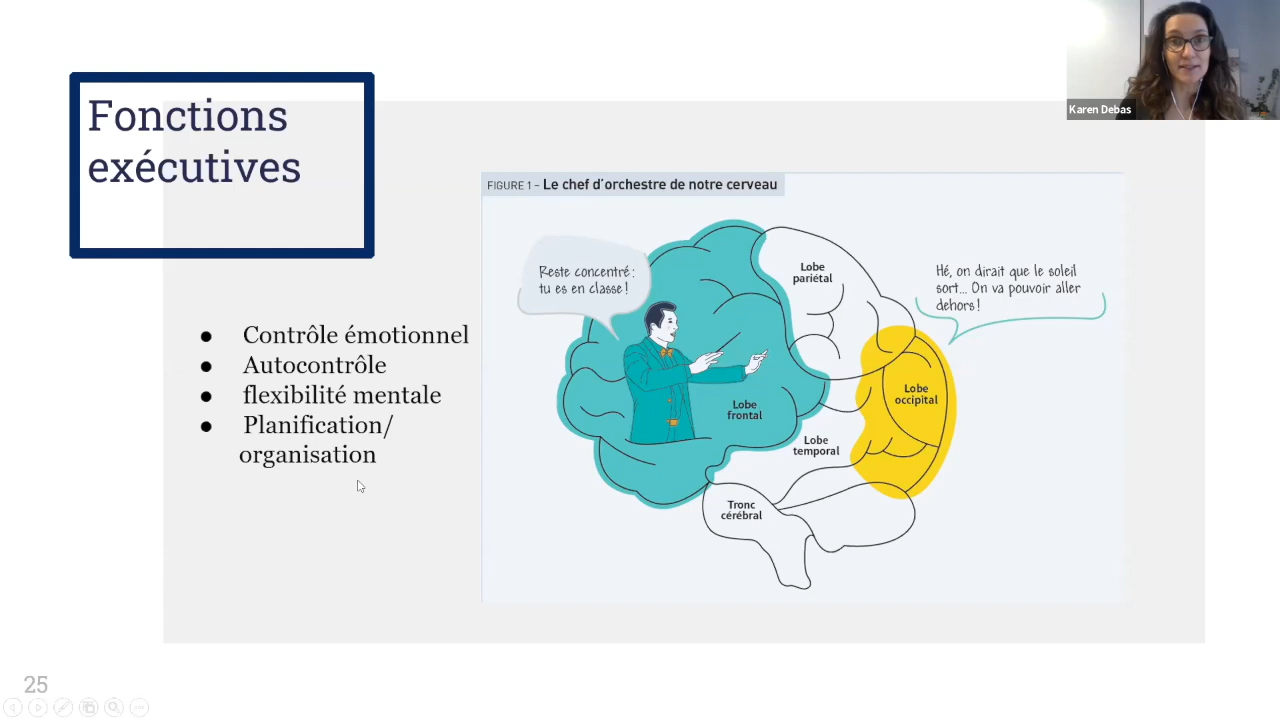 Karen Debas
Fonctions
exécutives
FIGURE 1 – Le chef d'orchestre de notre cerveau
Reste concentré :
tu es en classe !
Lobe
pariétal
Hé, on dirait que le soleil
sort... On va pouvoir aller
dehors !
● Contrôle émotionnel
● Autocontrôle
● flexibilité mentale
● Planification/
organisation
Lobe
frontal
Lobe
occipital
Lobe
temporal
Tronc
cérébral
25